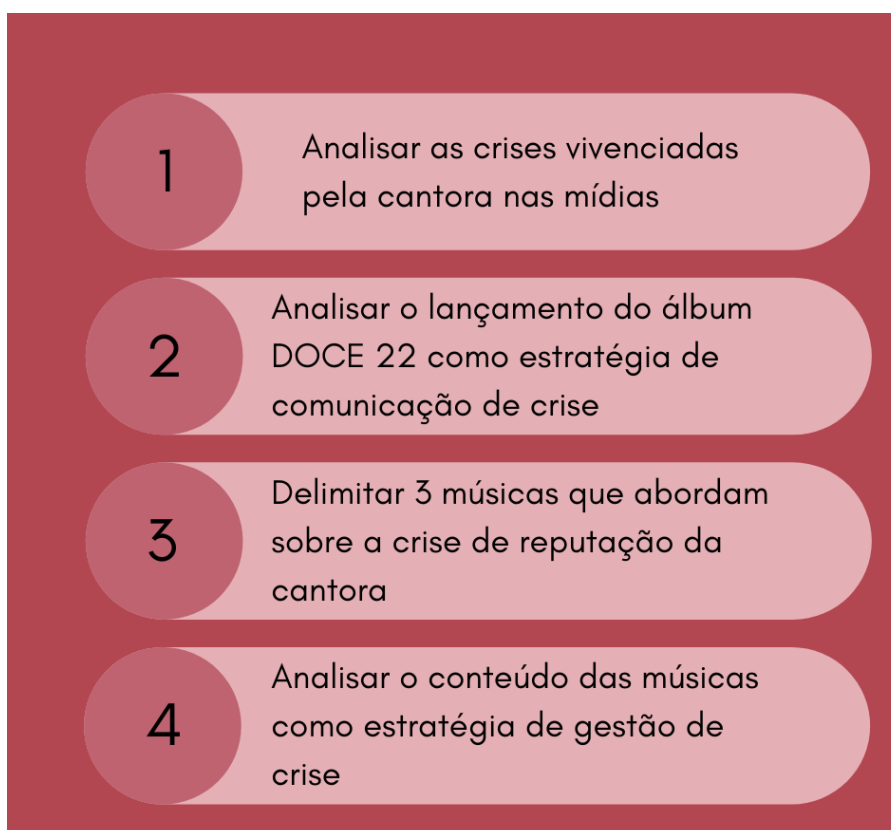 1
Analisar as crises vivenciadas
pela cantora nas mídias
2
Analisar o lançamento do álbum
DOCE 22 como estratégia de
comunicação de crise
3
Delimitar 3 músicas que abordam
sobre a crise de reputação da
cantora
4
Analisar o conteúdo das músicas
como estratégia de gestão de
crise